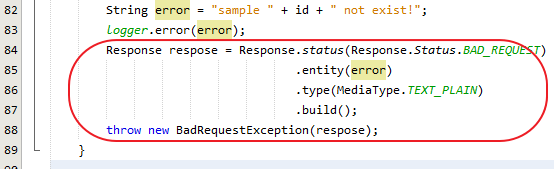 82 String error = "sample " + id + " not exist!";
83 logger.error(error);
84 Response respose = Response.status(Response.Status.BAD_REQUEST)
85 .entity(error)
86 .type(MediaType.TEXT_PLAIN)
87 .build();
88 throw new BadRequestException(respose);
89 }